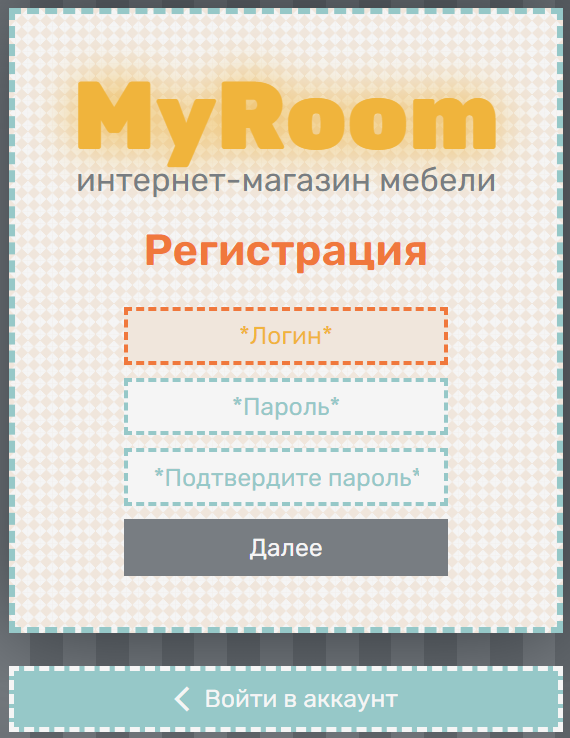 MyRoom
интернет-магазин мебели
Регистрация
*Логин*
*Пароль*
*Подтвердите пароль*
Далее
Войти в аккаунт